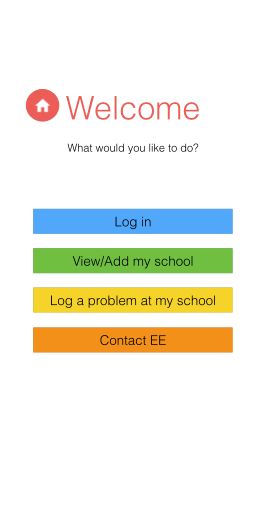 Welcome
What would you like to do?
Log in
View/Add my school
Log a problem at my school
Contact EE